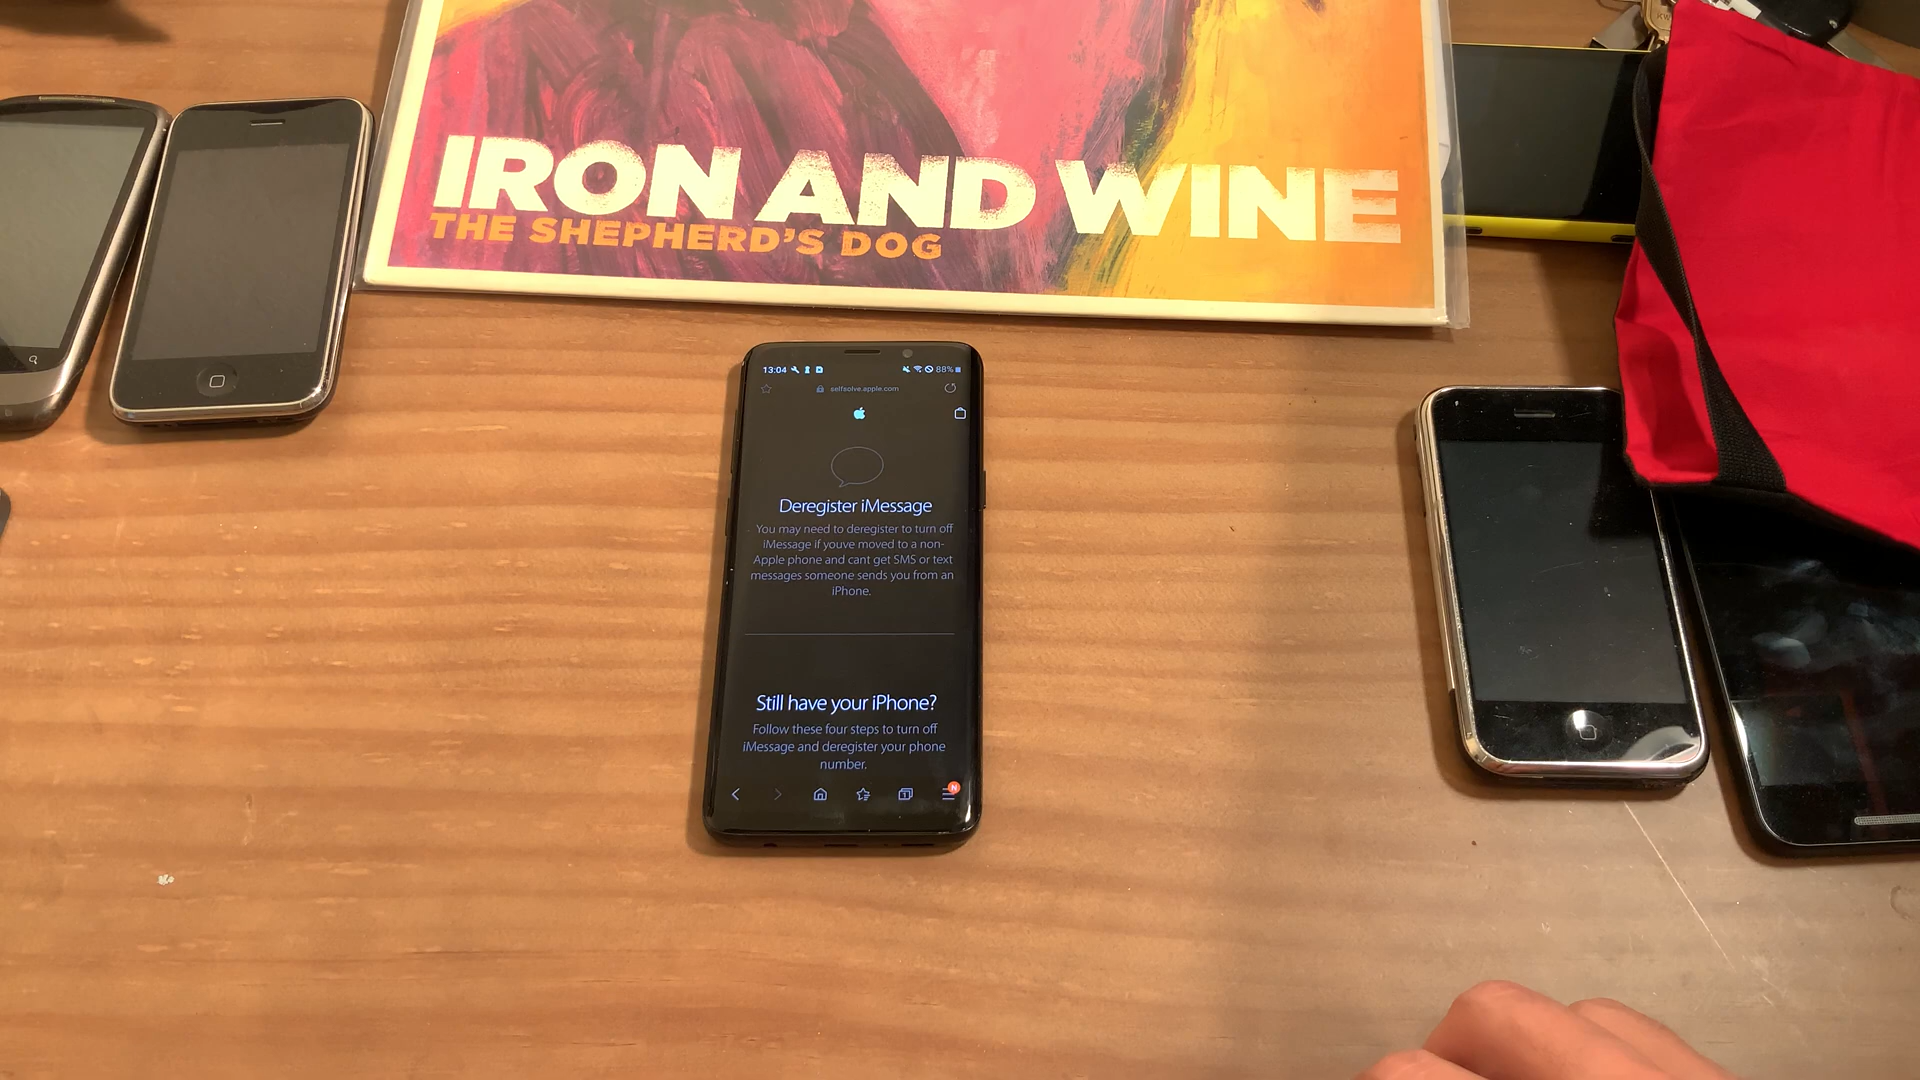 IRON AND WINE
THE SHEPHERD'S DOG
13:04
88%
selfsolve.apple.com
Deregister iMessage
You may need to deregister to turn off
iMessage if youve moved to a non-
Apple phone and cant get SMS or text
messages someone sends you from an
iPhone.
Still have your iPhone?
Follow these four steps to turn off
iMessage and deregister your phone
number.
1
N